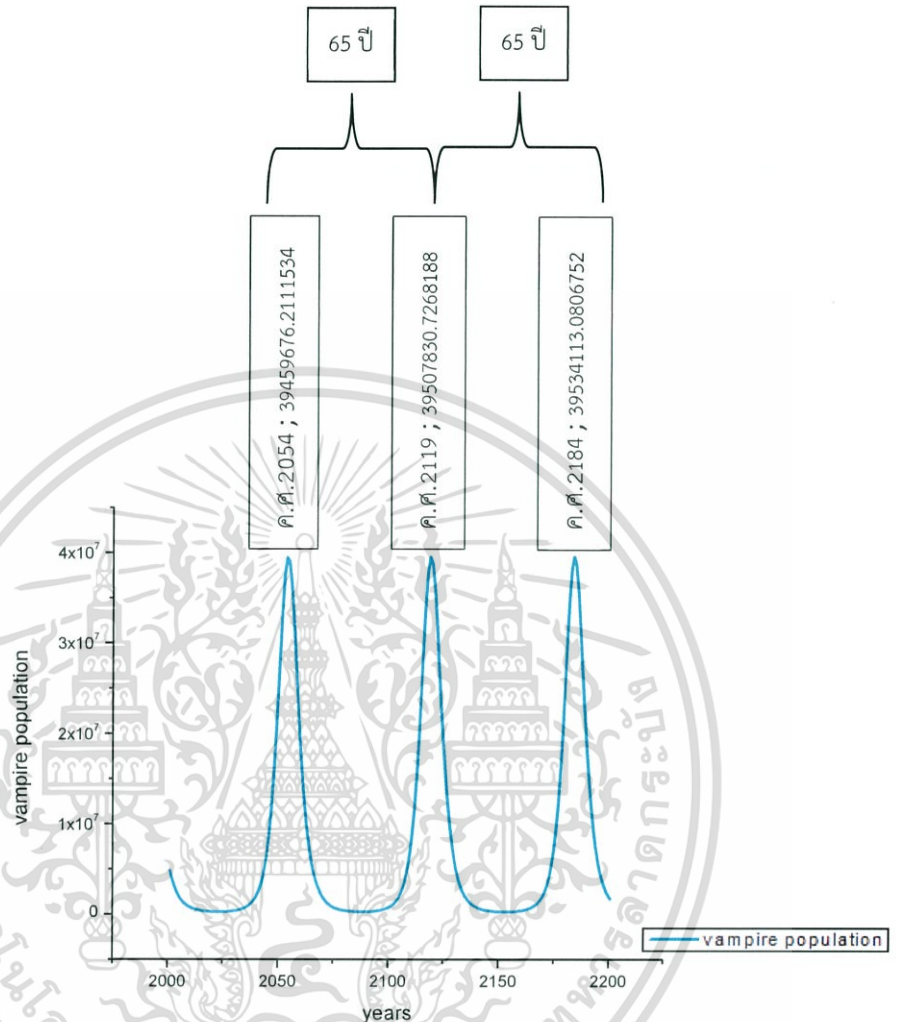 65 ปี
65 ปี
ค.ศ.2054 ; 39459676.2111534
ค.ศ.2119 ; 39507830.7268188
ค.ศ.2184 ; 39534113.0806752
4x10⁷
3x10⁷
2x10⁷
1x10⁷
0
vampire population
2000
2050
2100
2150
2200
years
vampire population